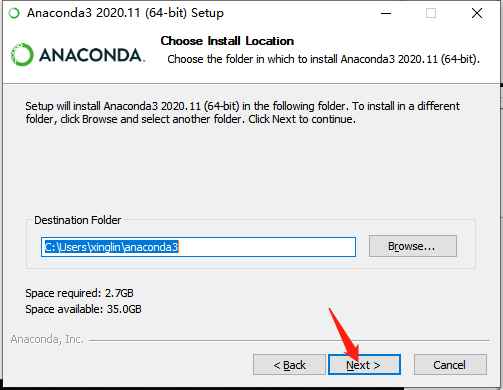 Anaconda3 2020.11 (64-bit) Setup
ANACONDA.
Choose Install Location
Choose the folder in which to install Anaconda3 2020.11 (64-bit).
Setup will install Anaconda3 2020.11 (64-bit) in the following folder. To install in a different
folder, click Browse and select another folder. Click Next to continue.
Destination Folder
C:\Users\xinglin\anaconda3
Browse...
Space required: 2.7GB
Space available: 35.0GB
Anaconda, Inc.
< Back
Next >
Cancel